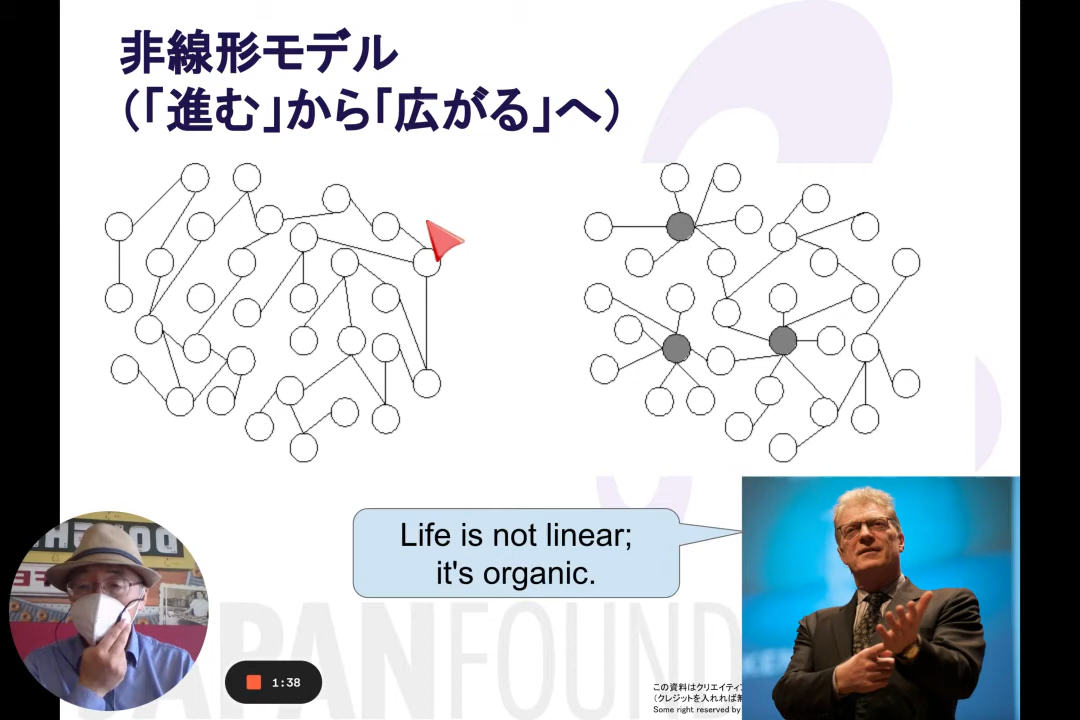 非線形モデル
(「進む」から「広がる」へ)
Life is not linear;
it's organic.
1:38
この資料はクリエイティ
(クレジットを入れれば
Some right reserved by
JAPANFOUND